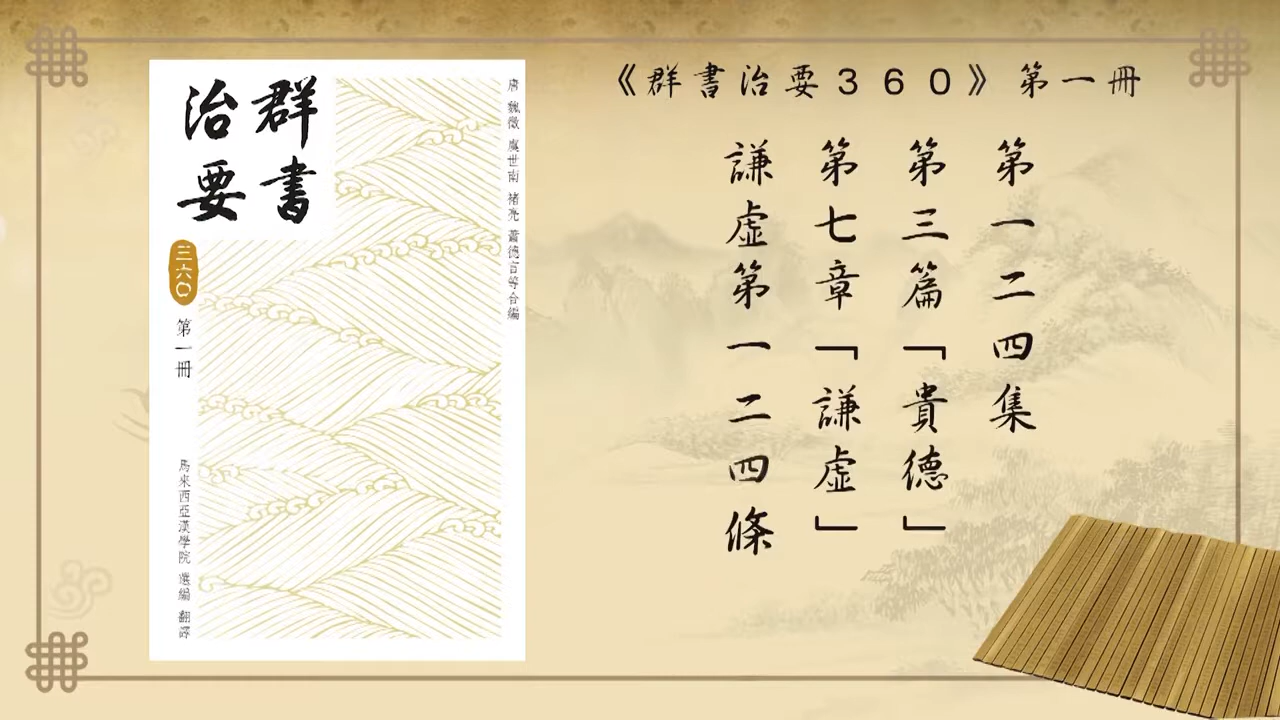 《群書治要３６０》第一冊
第一二四集
第三篇「貴德」
第七章「謙虛」
謙虛第一二四條
群書
治要
三六〇
第一冊
唐 魏徵 虞世南 褚亮 蕭德言等合編
馬來西亞漢學院 選編 翻譯